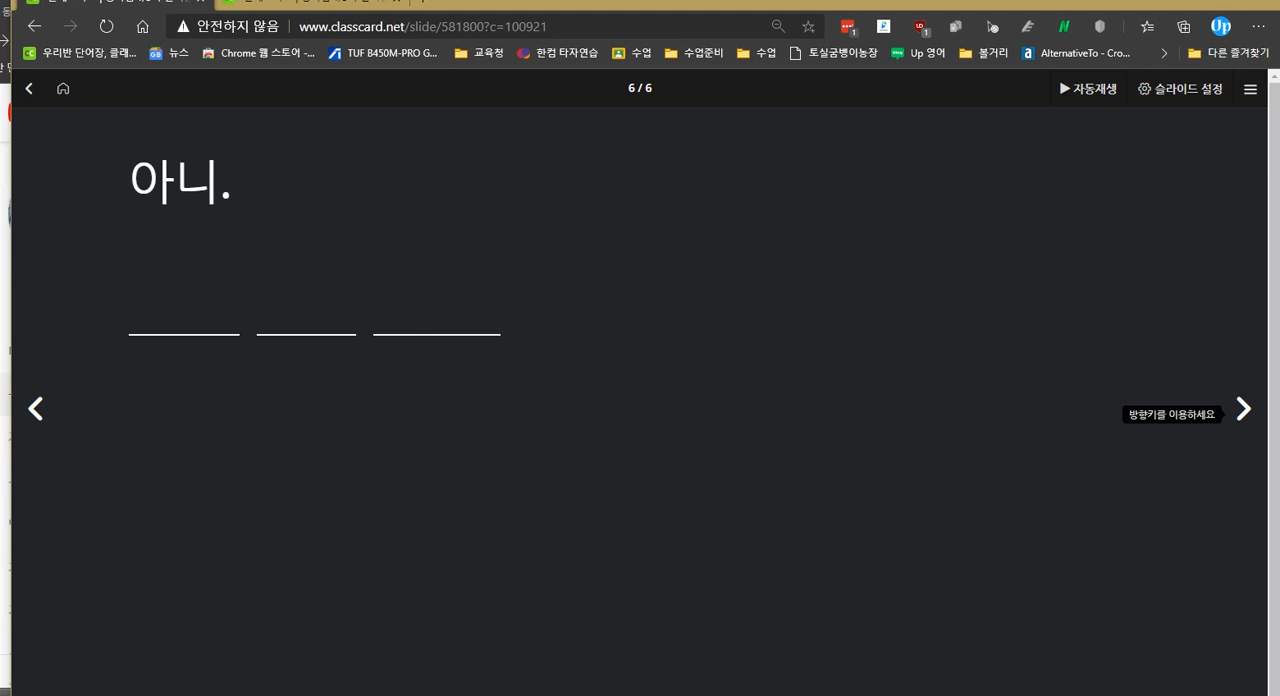 안전하지 않음 www.classcard.net/slide/581800?c=100921
우리반 단어장, 클래... 뉴스 Chrome 웹 스토어 -... TUF B450M-PRO G... 교육청 한컴 타자연습 수업 수업준비 수업 토실굼벵이농장 Up 영어 볼거리 AlternativeTo - Cro... 다른 즐겨찾기
6 / 6 자동재생 슬라이드 설정
아니.
방향키를 이용하세요